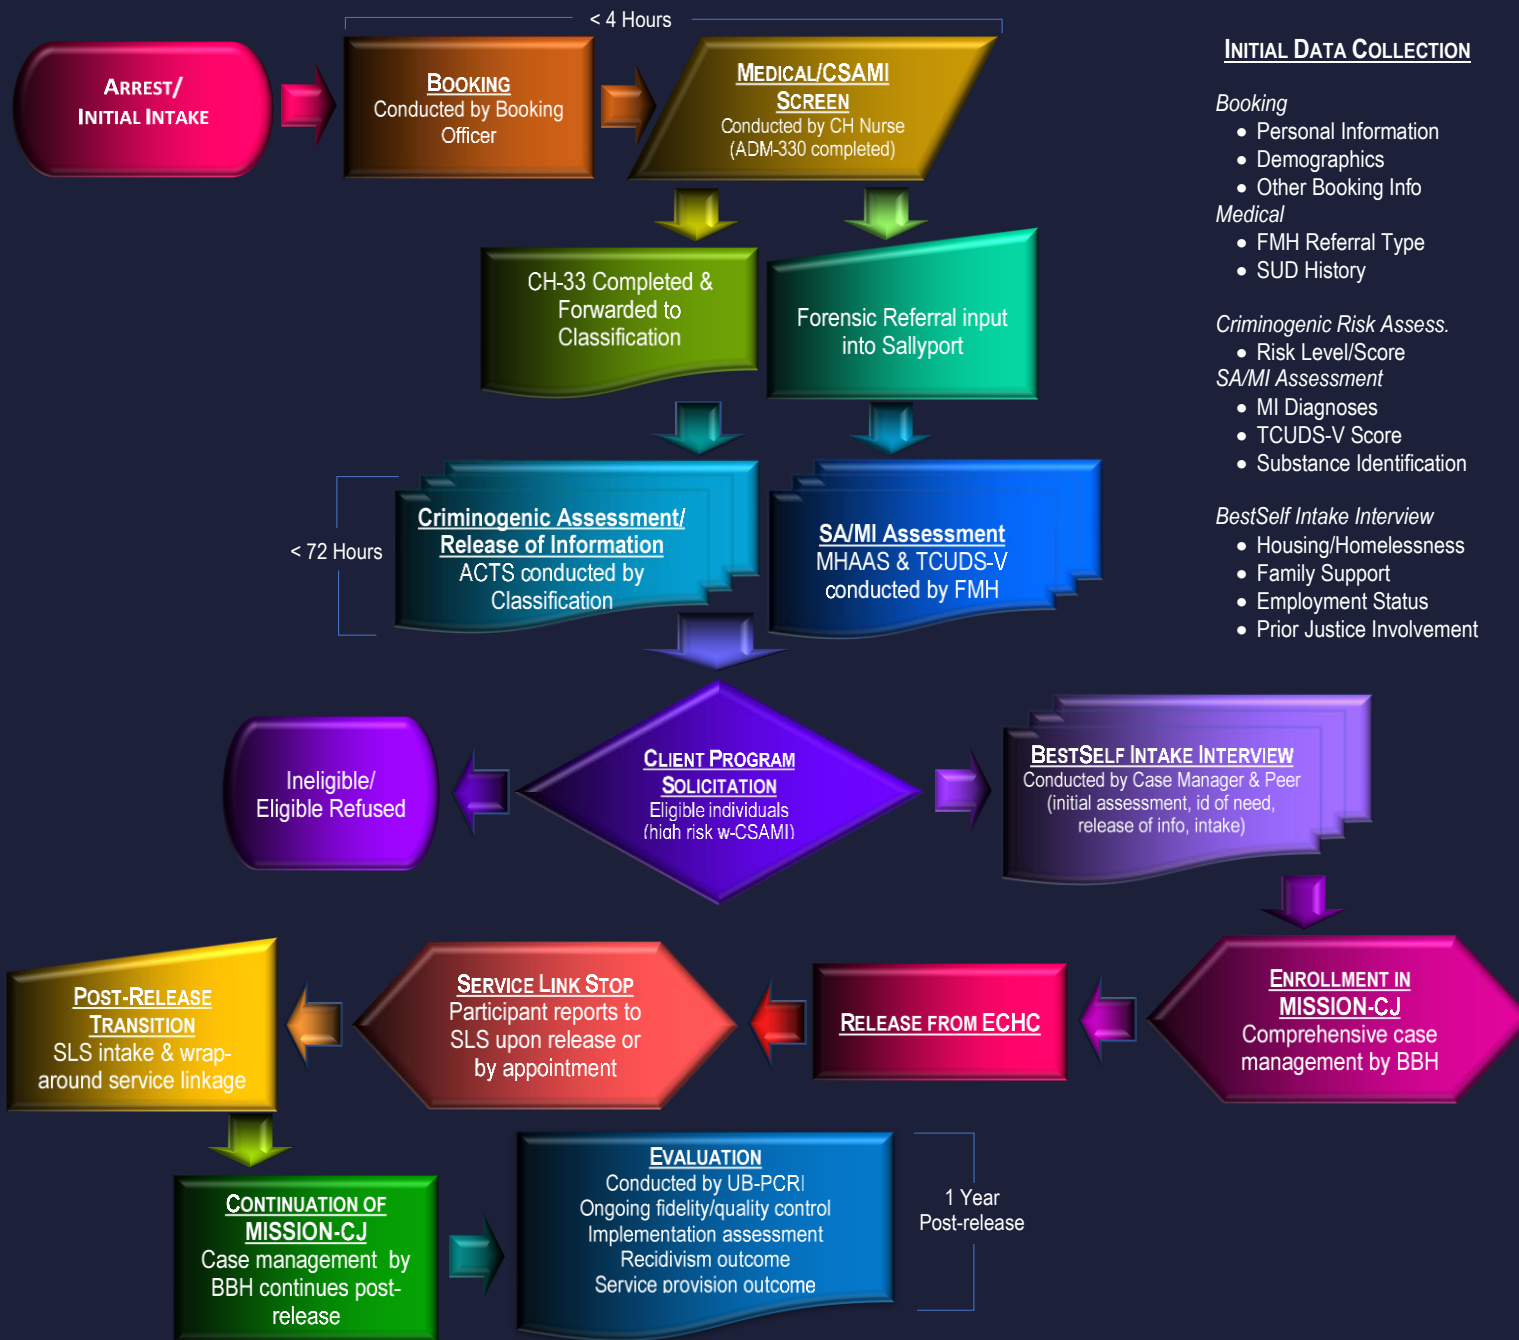 < 4 Hours
ARREST/
INITIAL INTAKE
BOOKING
Conducted by Booking
Officer
MEDICAL/CSAMI
SCREEN
Conducted by CH Nurse
(ADM-330 completed)
CH-33 Completed &
Forwarded to
Classification
Forensic Referral input
into Sallyport
< 72 Hours
Criminogenic Assessment/
Release of Information
ACTS conducted by
Classification
SA/MI Assessment
MHAAS & TCUDS-V
conducted by FMH
Ineligible/
Eligible Refused
CLIENT PROGRAM
SOLICITATION
Eligible individuals
(high risk w-CSAMI)
BESTSELF INTAKE INTERVIEW
Conducted by Case Manager & Peer
(initial assessment, id of need,
release of info, intake)
ENROLLMENT IN
MISSION-CJ
Comprehensive case
management by BBH
RELEASE FROM ECHC
SERVICE LINK STOP
Participant reports to
SLS upon release or
by appointment
POST-RELEASE
TRANSITION
SLS intake & wrap-
around service linkage
CONTINUATION OF
MISSION-CJ
Case management by
BBH continues post-
release
EVALUATION
Conducted by UB-PCRI
Ongoing fidelity/quality control
Implementation assessment
Recidivism outcome
Service provision outcome
1 Year
Post-release
INITIAL DATA COLLECTION
Booking
• Personal Information
• Demographics
• Other Booking Info
Medical
• FMH Referral Type
• SUD History
Criminogenic Risk Assess.
• Risk Level/Score
SA/MI Assessment
• MI Diagnoses
• TCUDS-V Score
• Substance Identification
BestSelf Intake Interview
• Housing/Homelessness
• Family Support
• Employment Status
• Prior Justice Involvement